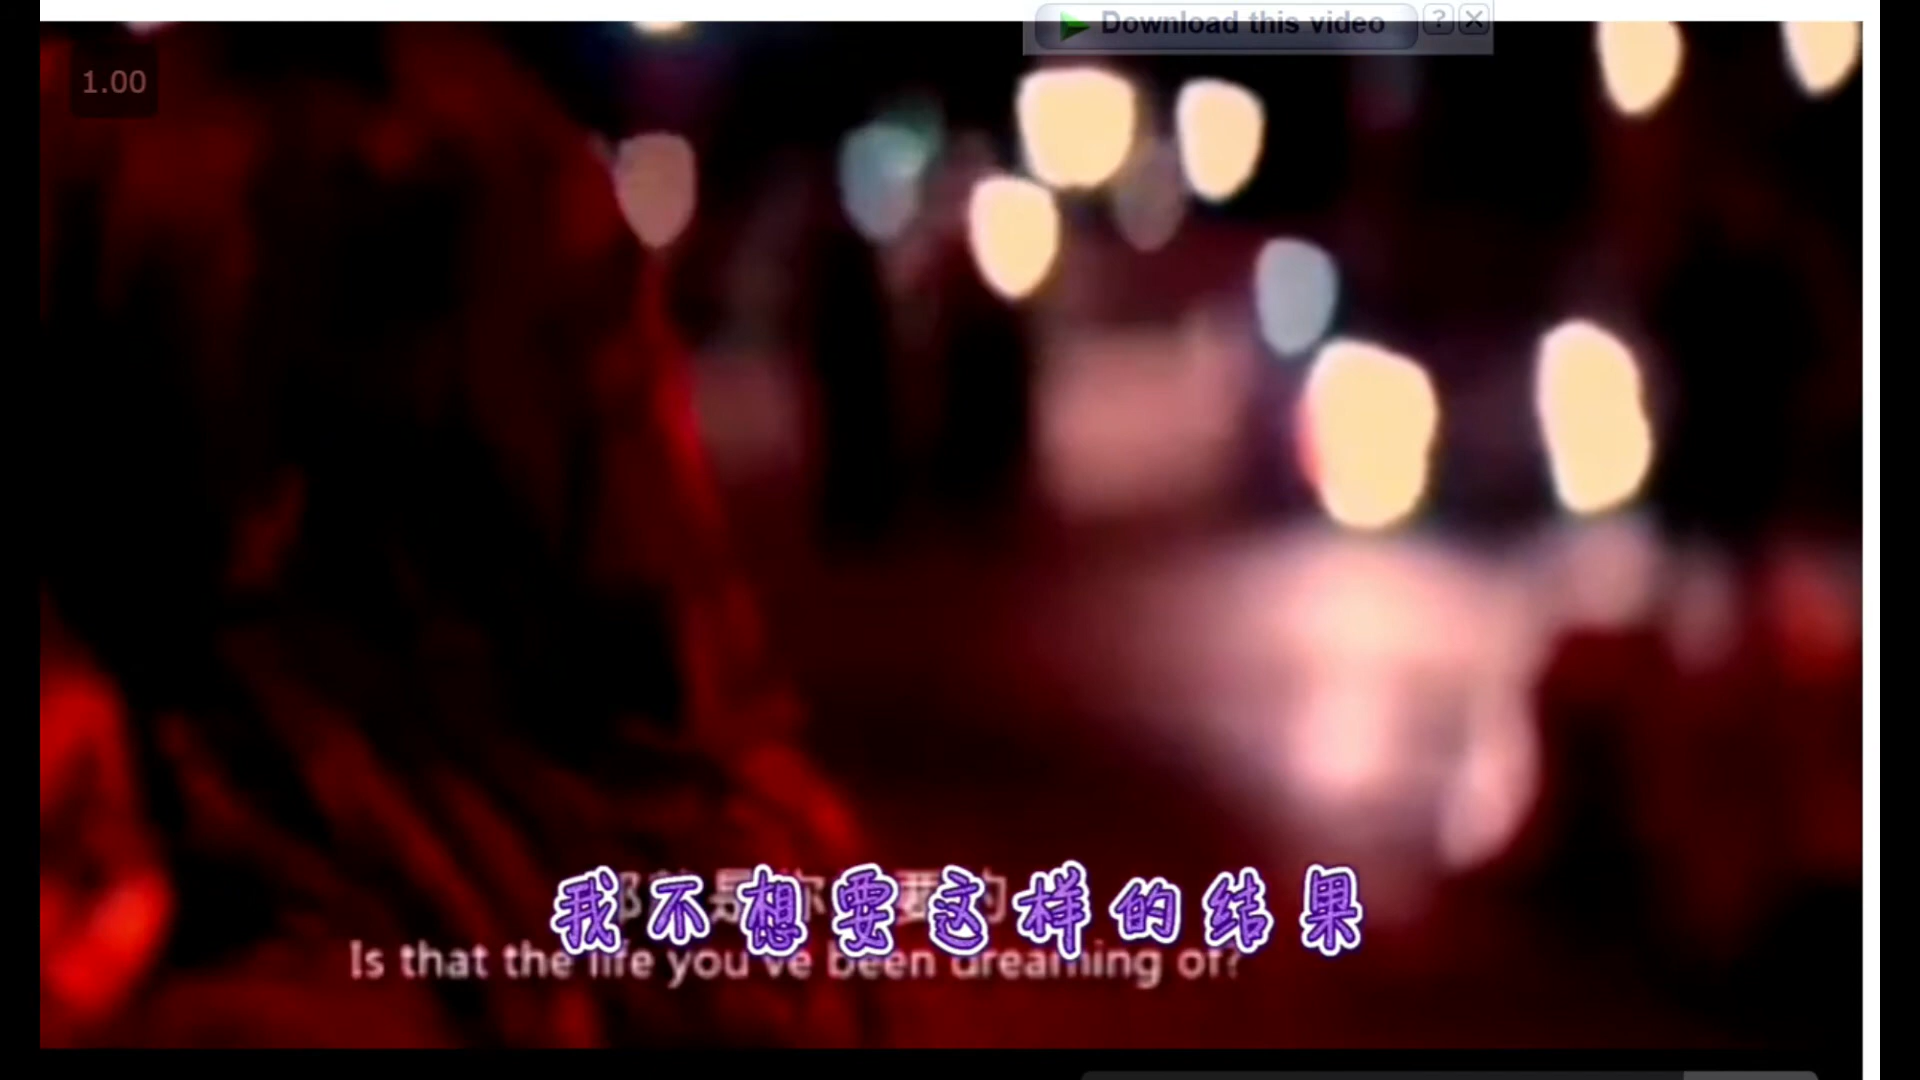 Download this video ? X
1.00
我不想要这样的结果
Is that the life you've been dreaming of?